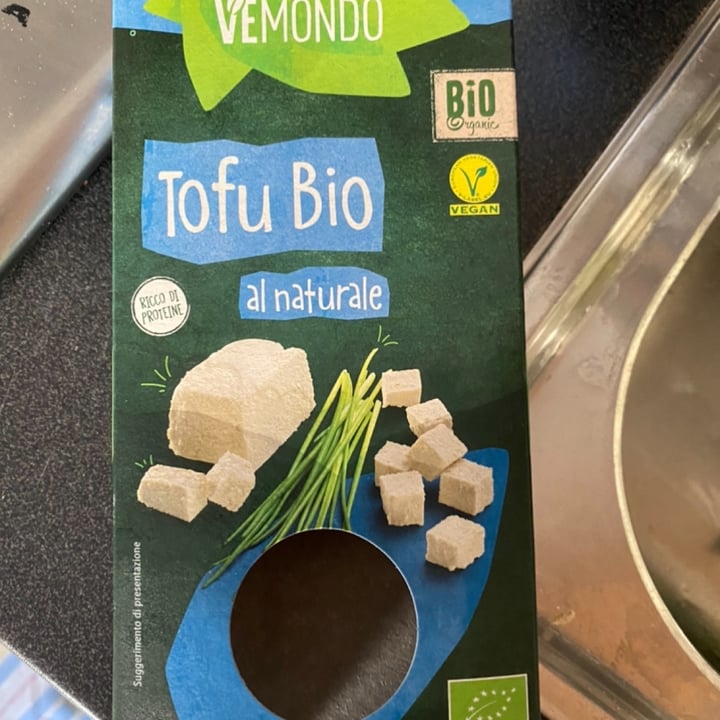 VEMONDO
BiO
Organic
VEGAN
Tofu Bio
al naturale
RICCO DI
PROTEINE
Suggerimento di presentazione